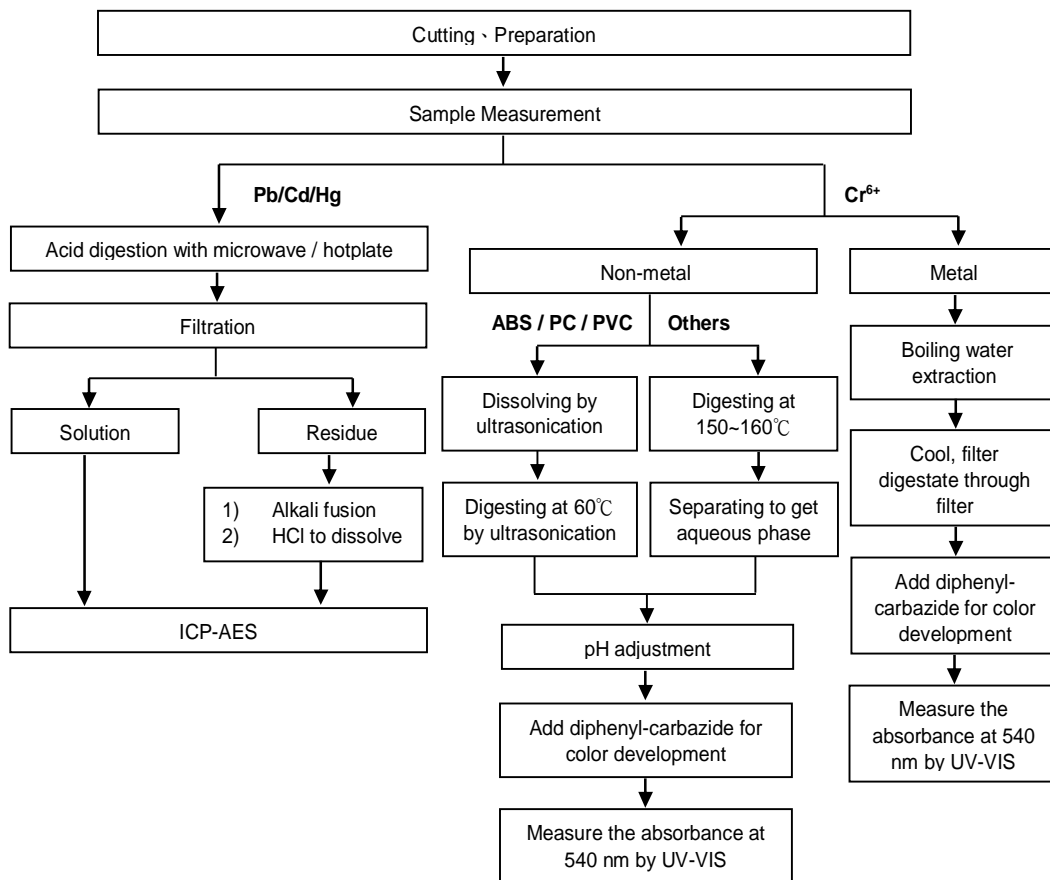 Cutting、Preparation
Sample Measurement
Pb/Cd/Hg
Cr⁶⁺
Acid digestion with microwave / hotplate
Filtration
Solution
Residue
1) Alkali fusion
2) HCl to dissolve
ICP-AES
Non-metal
ABS / PC / PVC
Others
Dissolving by
ultrasonication
Digesting at 60℃
by ultrasonication
Digesting at
150~160℃
Separating to get
aqueous phase
pH adjustment
Add diphenyl-carbazide for
color development
Measure the absorbance at
540 nm by UV-VIS
Metal
Boiling water
extraction
Cool, filter
digestate through
filter
Add diphenyl-
carbazide for color
development
Measure the
absorbance at 540
nm by UV-VIS